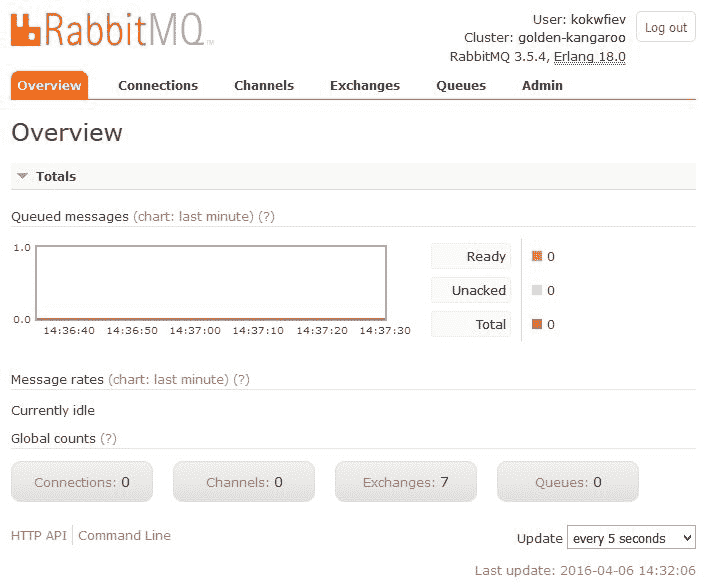 RabbitMQ™
User: kokwfiev
Cluster: golden-kangaroo
RabbitMQ 3.5.4, Erlang 18.0
Log out
Overview Connections Channels Exchanges Queues Admin
Overview
Totals
Queued messages (chart: last minute) (?)
1.0
0.0
14:36:40 14:36:50 14:37:00 14:37:10 14:37:20 14:37:30
Ready 0
Unacked 0
Total 0
Message rates (chart: last minute) (?)
Currently idle
Global counts (?)
Connections: 0 Channels: 0 Exchanges: 7 Queues: 0
HTTP API Command Line
Update every 5 seconds
Last update: 2016-04-06 14:32:06